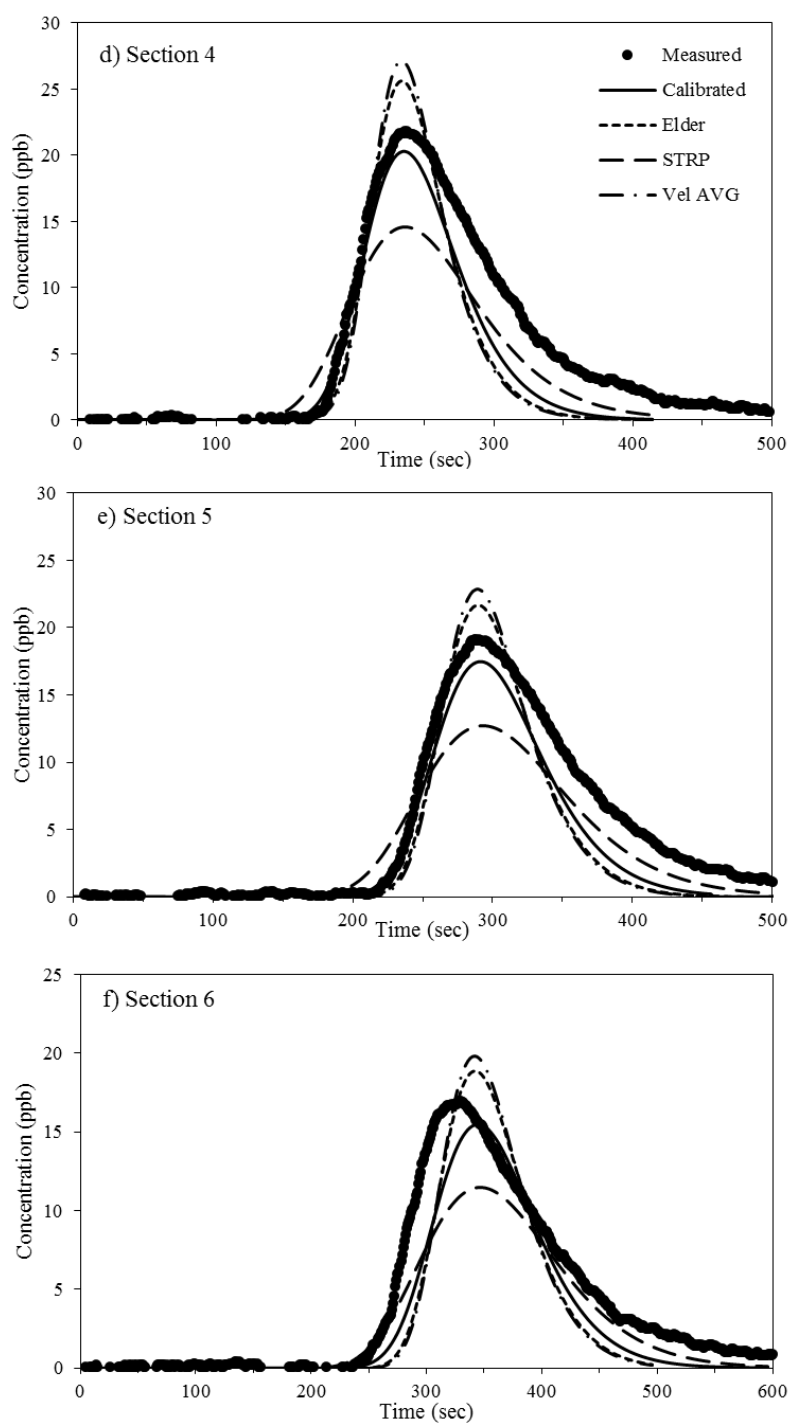 d) Section 4
Measured
Calibrated
Elder
STRP
Vel AVG
Concentration (ppb)
30
25
20
15
10
5
0
0 100 200 300 400 500
Time (sec)
e) Section 5
Concentration (ppb)
30
25
20
15
10
5
0
0 100 200 300 400 500
Time (sec)
f) Section 6
Concentration (ppb)
25
20
15
10
5
0
0 100 200 300 400 500 600
Time (sec)